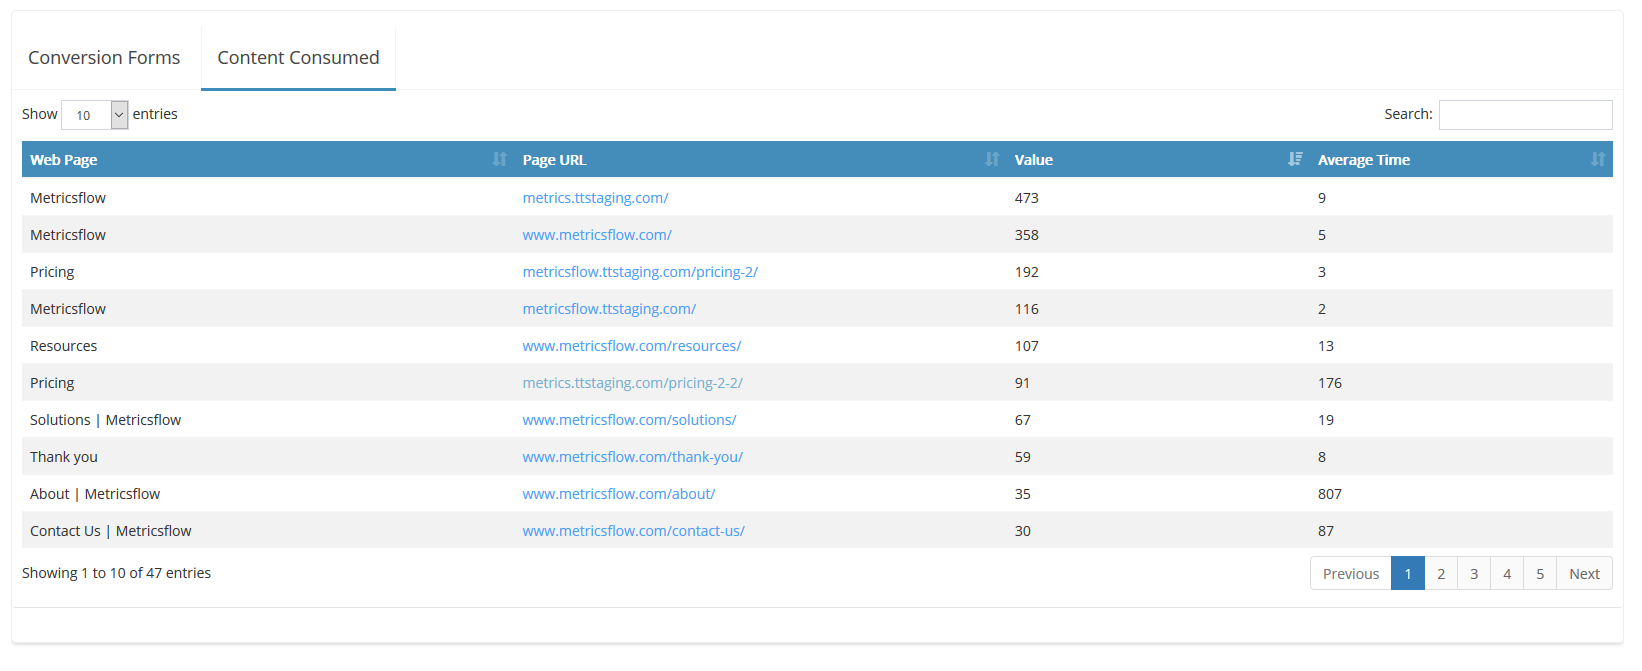 Conversion Forms Content Consumed
Show 10 entries Search:
Web Page Page URL Value Average Time
Metricsflow metrics.ttstaging.com/ 473 9
Metricsflow www.metricsflow.com/ 358 5
Pricing metricsflow.ttstaging.com/pricing-2/ 192 3
Metricsflow metricsflow.ttstaging.com/ 116 2
Resources www.metricsflow.com/resources/ 107 13
Pricing metrics.ttstaging.com/pricing-2-2/ 91 176
Solutions | Metricsflow www.metricsflow.com/solutions/ 67 19
Thank you www.metricsflow.com/thank-you/ 59 8
About | Metricsflow www.metricsflow.com/about/ 35 807
Contact Us | Metricsflow www.metricsflow.com/contact-us/ 30 87
Showing 1 to 10 of 47 entries Previous 1 2 3 4 5 Next